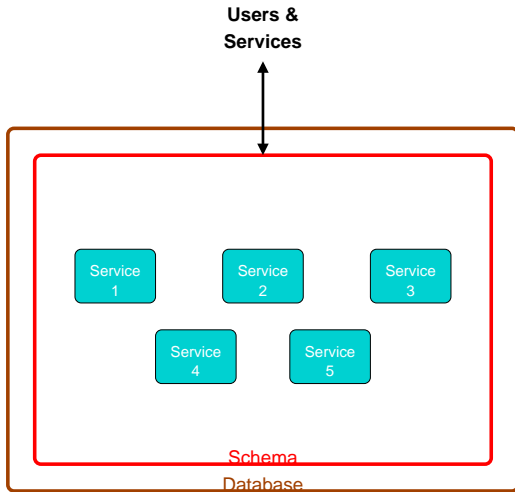 Users &
Services
Service
1
Service
2
Service
3
Service
4
Service
5
Schema
Database